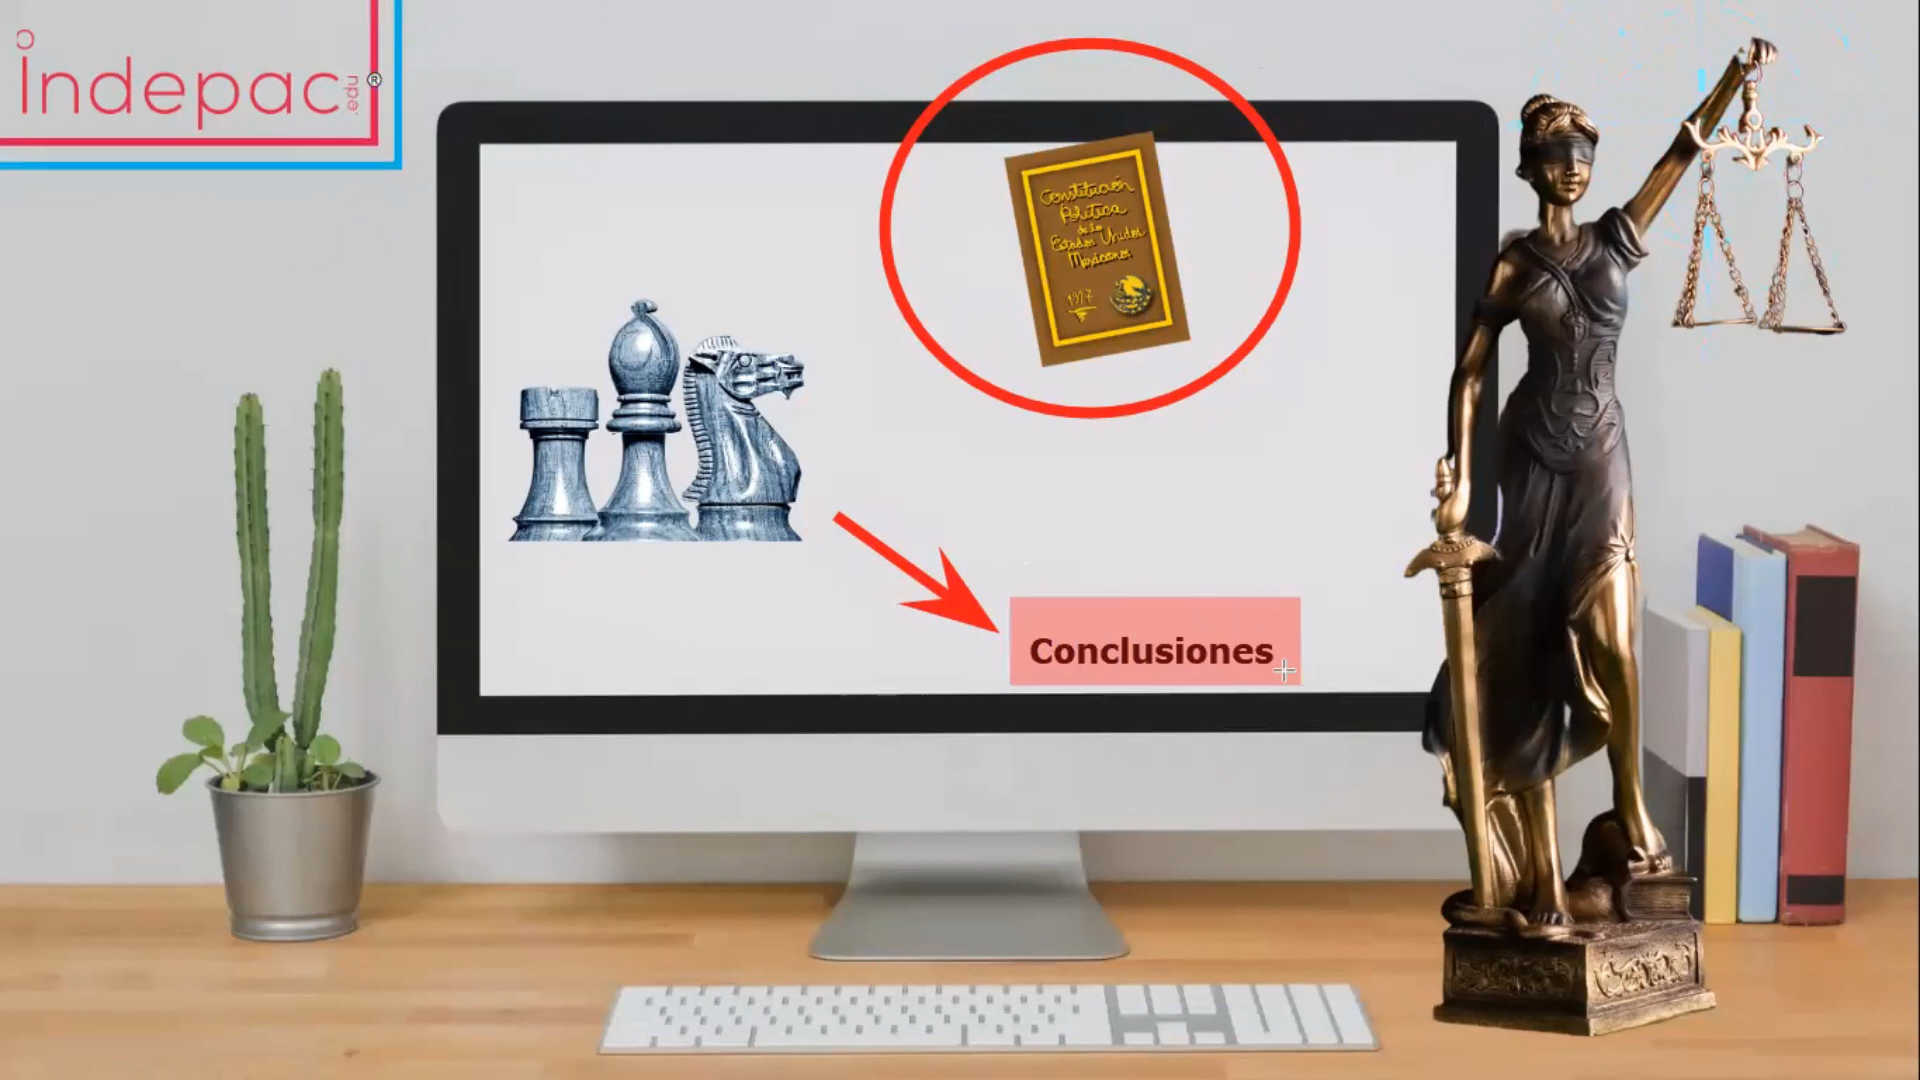 indepac
.edu
®
Constitución
Política
de los
Estados Unidos
Mexicanos
1917
Conclusiones